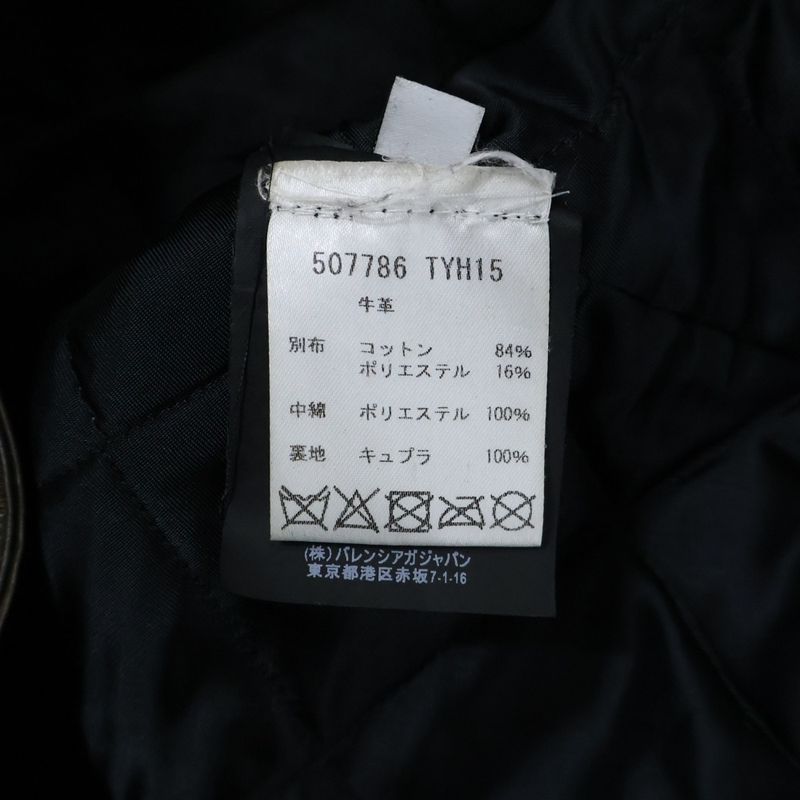 507786 TYH15
牛革
別布 コットン 84%
ポリエステル 16%
中綿 ポリエステル 100%
裏地 キュプラ 100%
(株)バレンシアガジャパン
東京都港区赤坂7-1-16